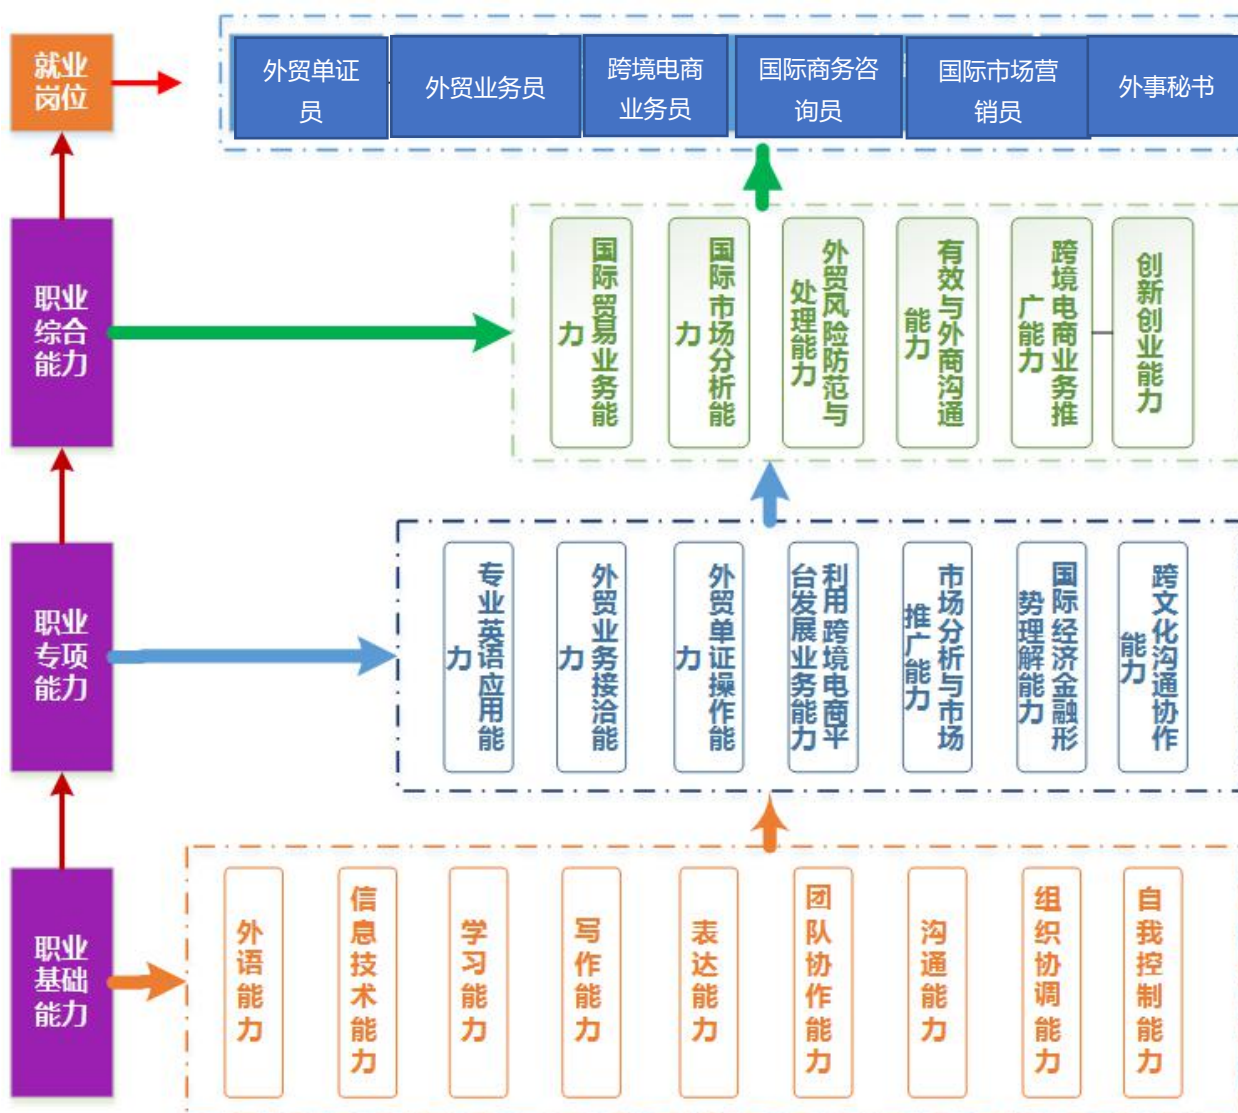 就业
岗位
外贸单证
员
外贸业务员
跨境电商
业务员
国际商务咨
询员
国际市场营
销员
外事秘书
职业
综合
能力
国际贸易业务能
力
国际市场分析能
力
外贸风险防范与
处理能力
有效与外商沟通
能力
跨境电商业务推
广能力
创新创业能力
职业
专项
能力
专业英语应用能
力
外贸业务接洽能
力
外贸单证操作能
力
利用跨境电商平
台发展业务能力
市场分析与市场
推广能力
国际经济金融形
势理解能力
跨文化沟通协作
能力
职业
基础
能力
外语能力
信息技术能力
学习能力
写作能力
表达能力
团队协作能力
沟通能力
组织协调能力
自我控制能力